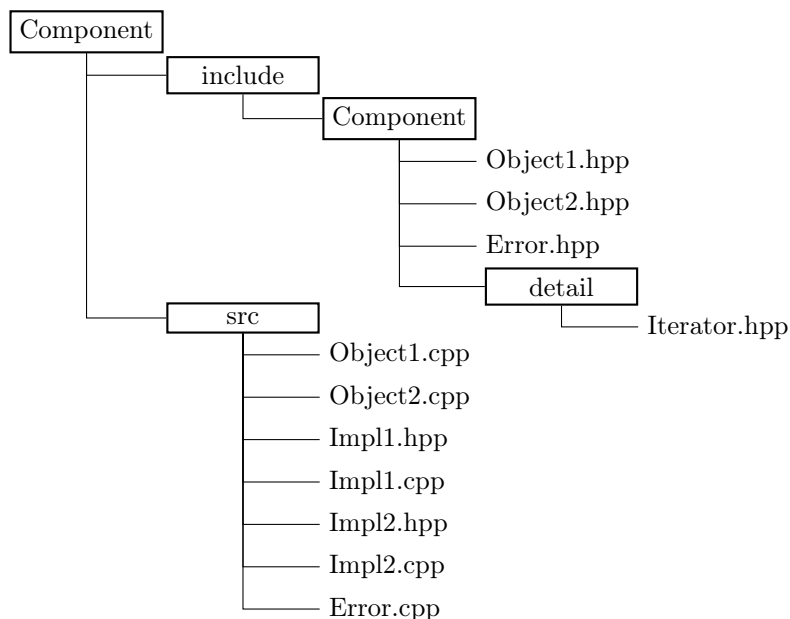 Component
include
Component
Object1.hpp
Object2.hpp
Error.hpp
detail
Iterator.hpp
src
Object1.cpp
Object2.cpp
Impl1.hpp
Impl1.cpp
Impl2.hpp
Impl2.cpp
Error.cpp